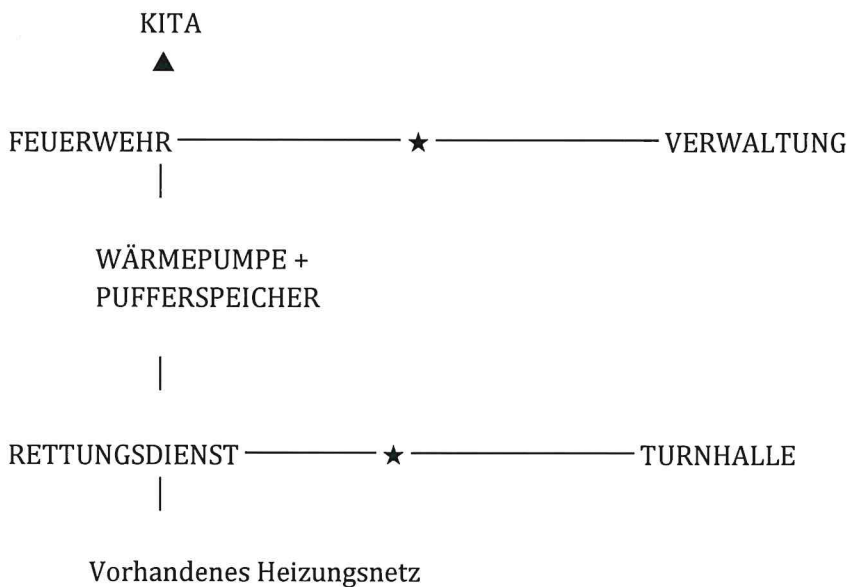 KITA
FEUERWEHR VERWALTUNG
WÄRMEPUMPE +
PUFFERSPEICHER
RETTUNGSDIENST TURNHALLE
Vorhandenes Heizungsnetz